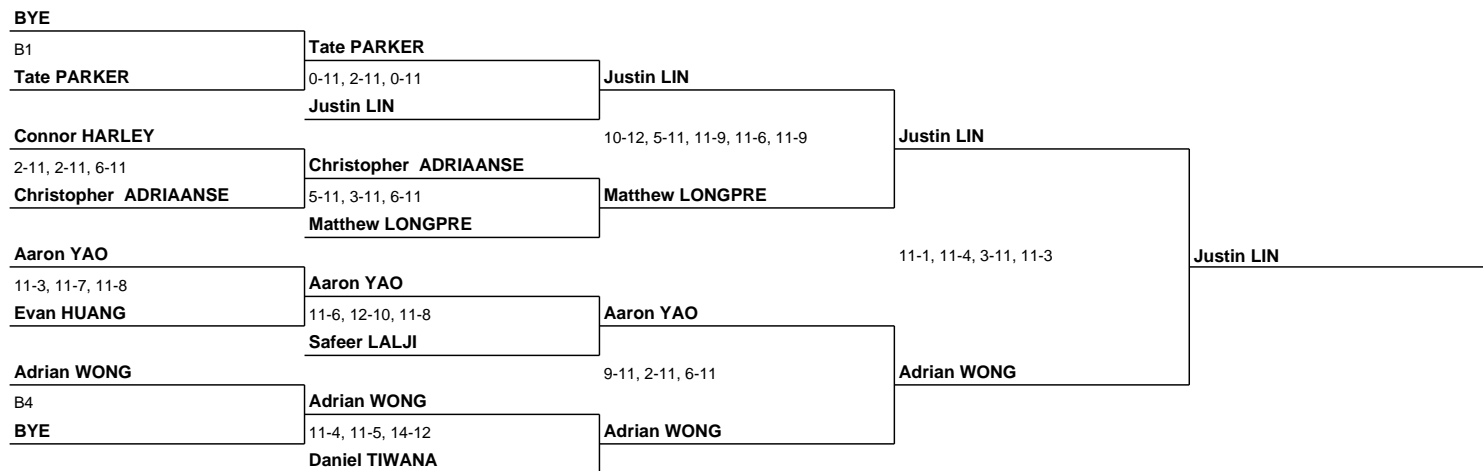 BYE
B1
Tate PARKER
Tate PARKER
0-11, 2-11, 0-11
Justin LIN
Justin LIN
Connor HARLEY
10-12, 5-11, 11-9, 11-6, 11-9
Justin LIN
2-11, 2-11, 6-11
Christopher  ADRIAANSE
Christopher  ADRIAANSE
5-11, 3-11, 6-11
Matthew LONGPRE
Matthew LONGPRE
Aaron YAO
11-1, 11-4, 3-11, 11-3
Justin LIN
11-3, 11-7, 11-8
Aaron YAO
Evan HUANG
11-6, 12-10, 11-8
Aaron YAO
Safeer LALJI
Adrian WONG
9-11, 2-11, 6-11
Adrian WONG
B4
Adrian WONG
BYE
11-4, 11-5, 14-12
Adrian WONG
Daniel TIWANA